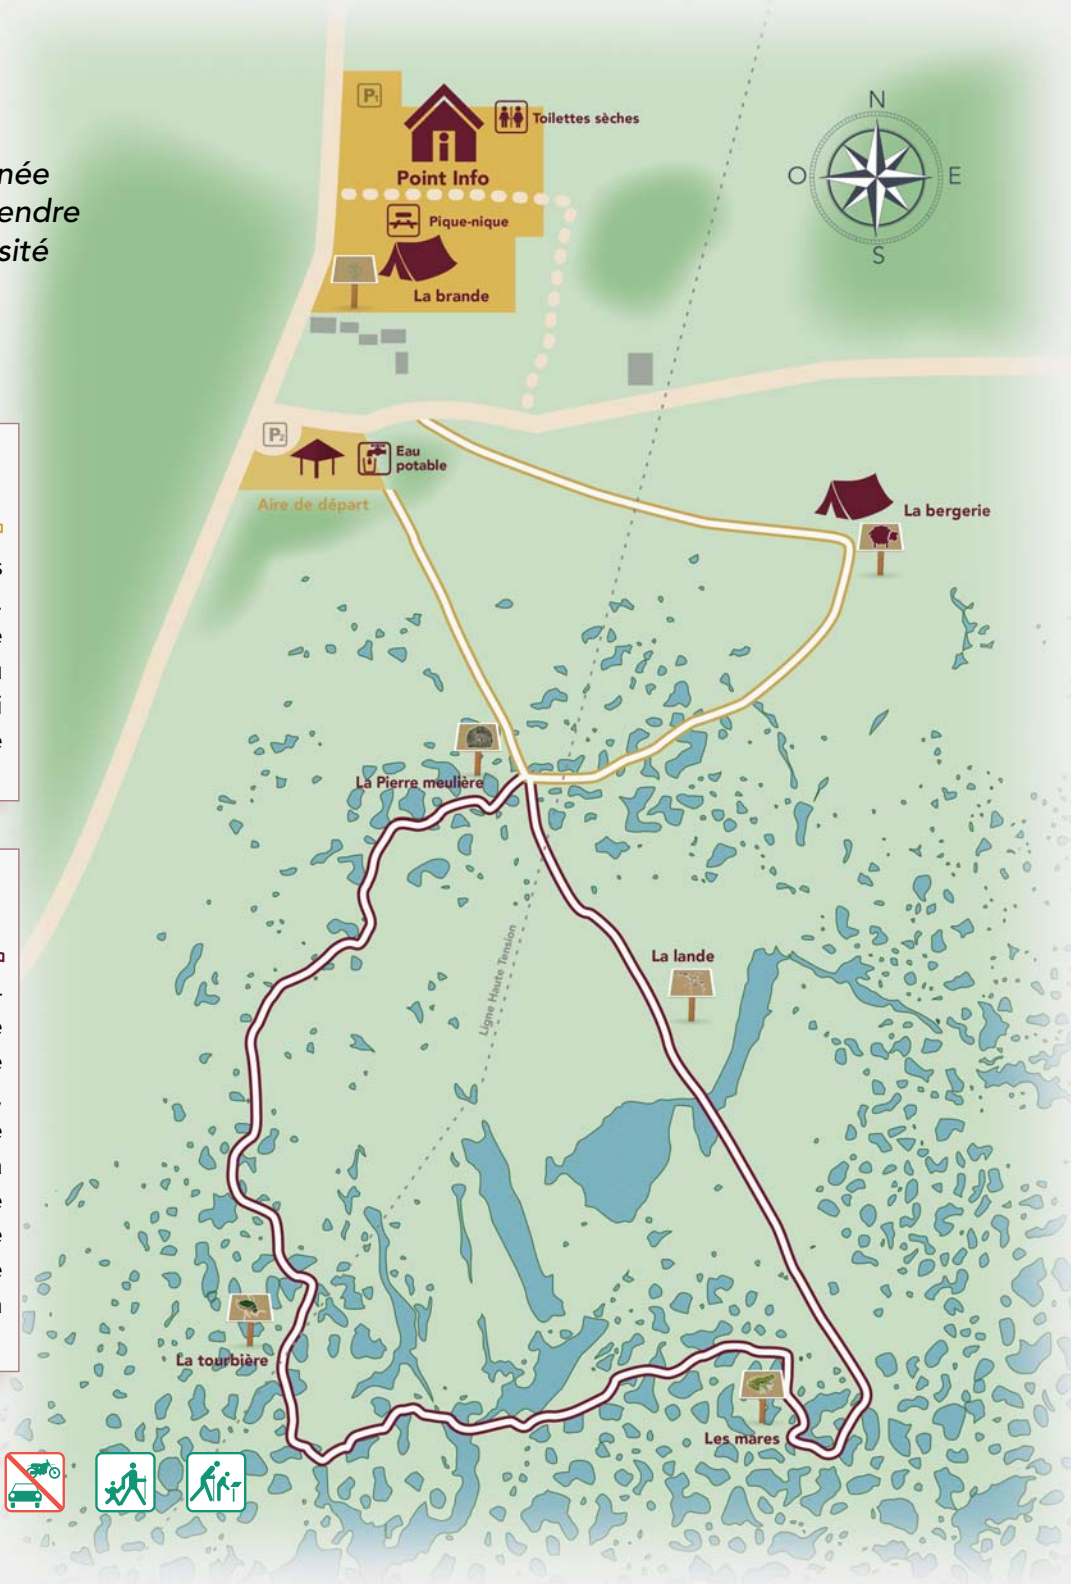 née
endre
sité
P1
Toilettes sèches
Point Info
Pique-nique
La brande
N
O
E
S
P2
Eau
potable
Aire de départ
La bergerie
La Pierre meulière
Ligne Haute Tension
La lande
La tourbière
Les mares